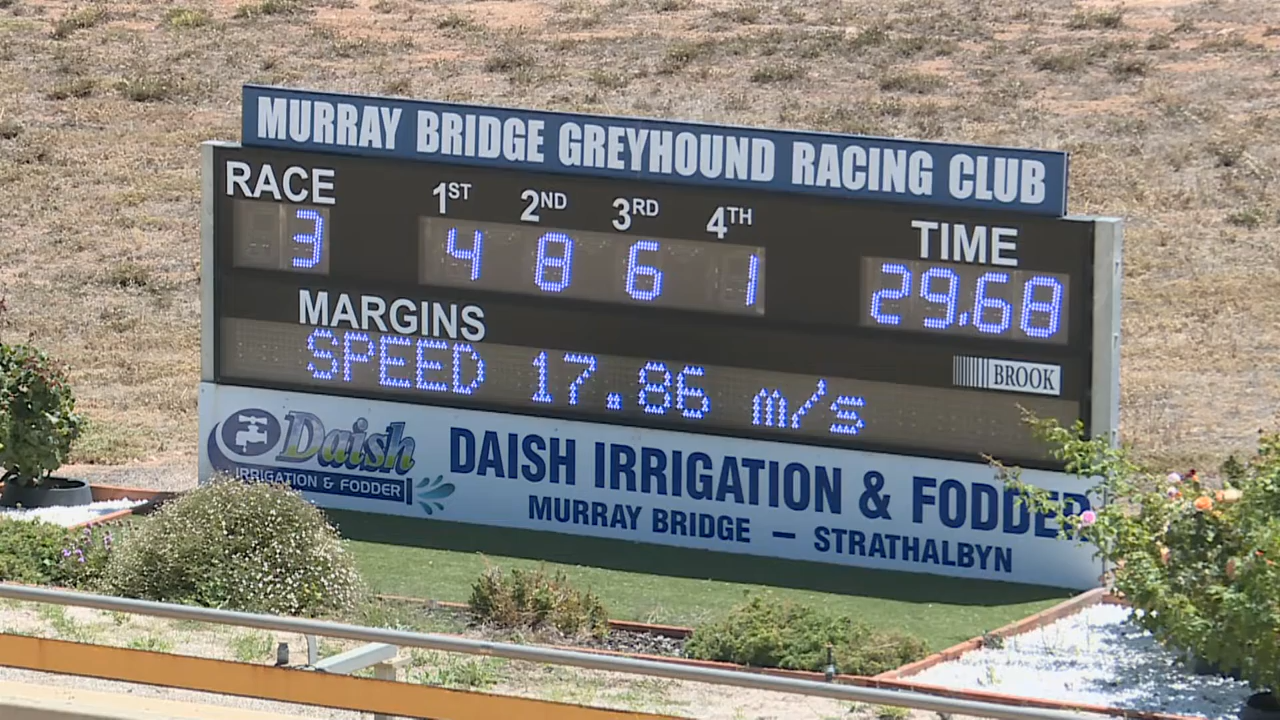 MURRAY BRIDGE GREYHOUND RACING CLUB
RACE 1ST 2ND 3RD 4TH TIME
3 4 8 6 1 29.68
MARGINS
SPEED 17.86 m/s
BROOK
Daish
IRRIGATION & FODDER
DAISH IRRIGATION & FODDER
MURRAY BRIDGE – STRATHALBYN